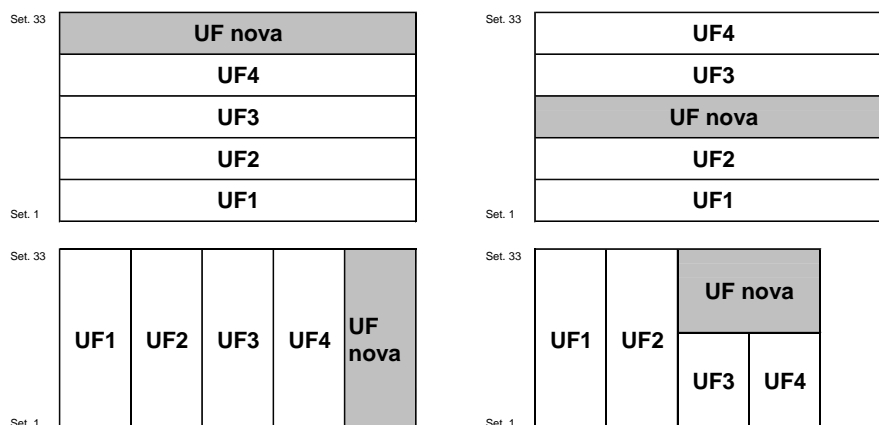 Set. 33
UF nova
UF4
UF3
UF2
UF1
Set. 1
Set. 33
UF4
UF3
UF nova
UF2
UF1
Set. 1
Set. 33
UF1 UF2 UF3 UF4 UF
nova
Set. 1
Set. 33
UF nova
UF1 UF2
UF3 UF4
Set. 1